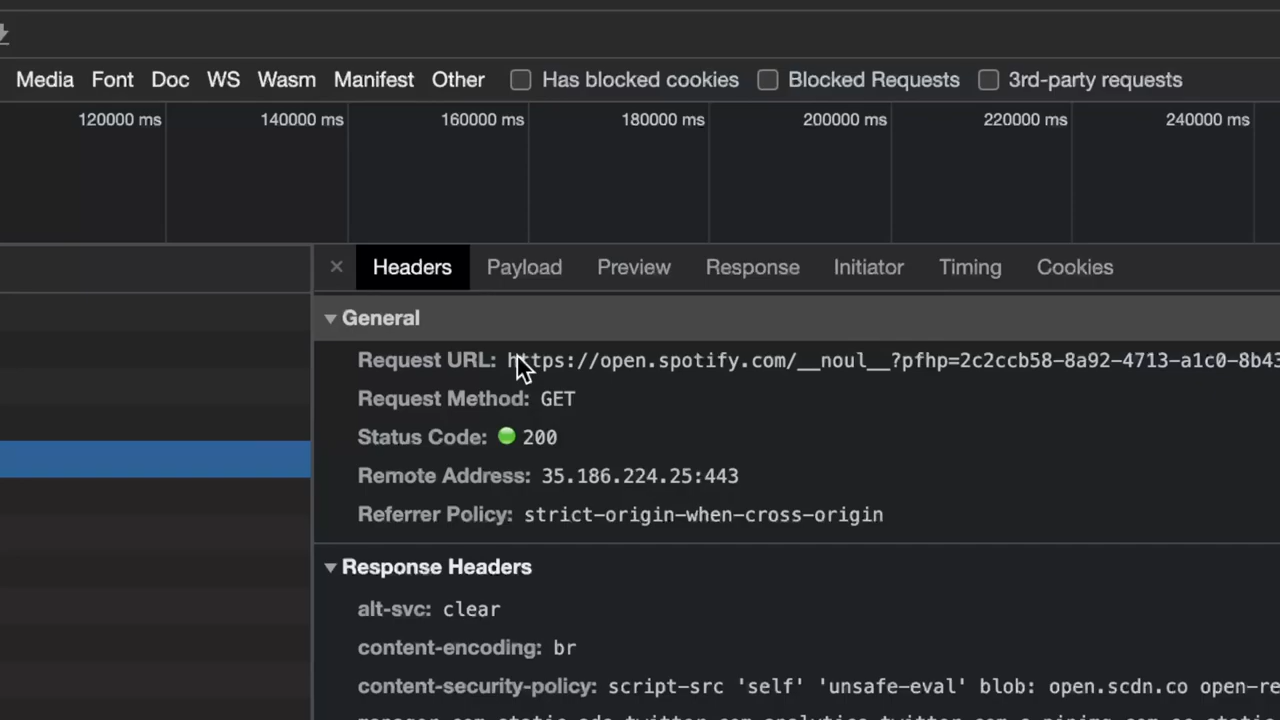 Media Font Doc WS Wasm Manifest Other Has blocked cookies Blocked Requests 3rd-party requests
120000 ms 140000 ms 160000 ms 180000 ms 200000 ms 220000 ms 240000 ms
× Headers Payload Preview Response Initiator Timing Cookies
General
Request URL: https://open.spotify.com/__noul__?pfhp=2c2ccb58-8a92-4713-a1c0-8b43
Request Method: GET
Status Code: 200
Remote Address: 35.186.224.25:443
Referrer Policy: strict-origin-when-cross-origin
Response Headers
alt-svc: clear
content-encoding: br
content-security-policy: script-src 'self' 'unsafe-eval' blob: open.scdn.co open-re